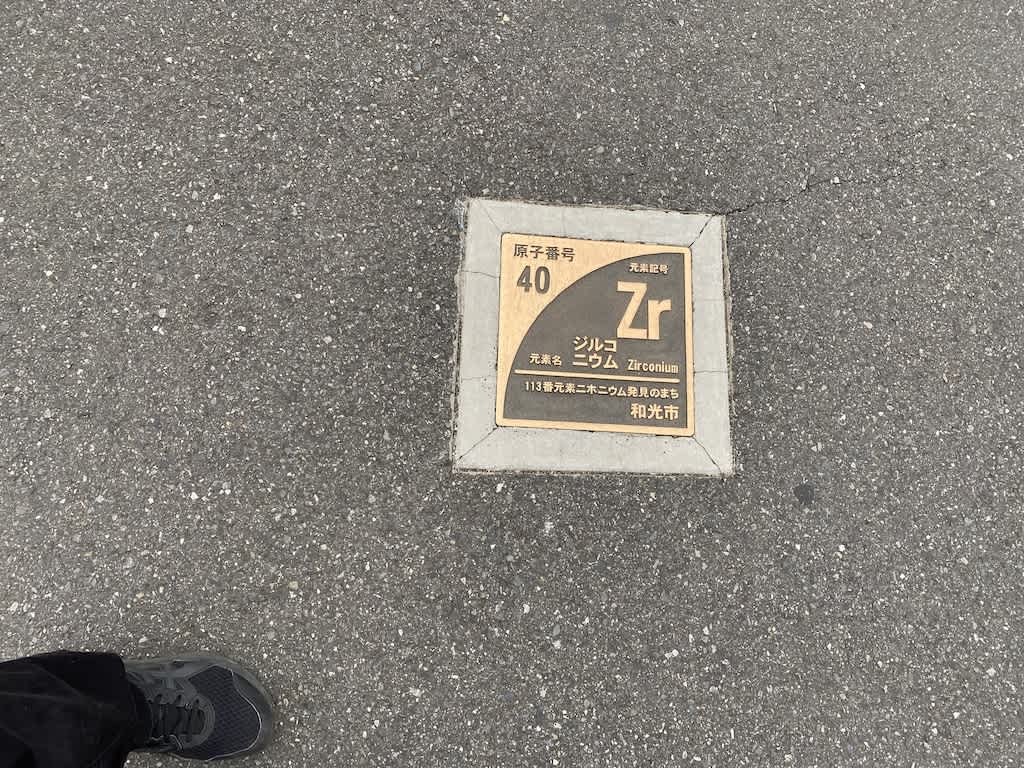 原子番号
40
元素記号
Zr
元素名 ジルコ
ニウム Zirconium
113番元素ニホニウム発見のまち
和光市